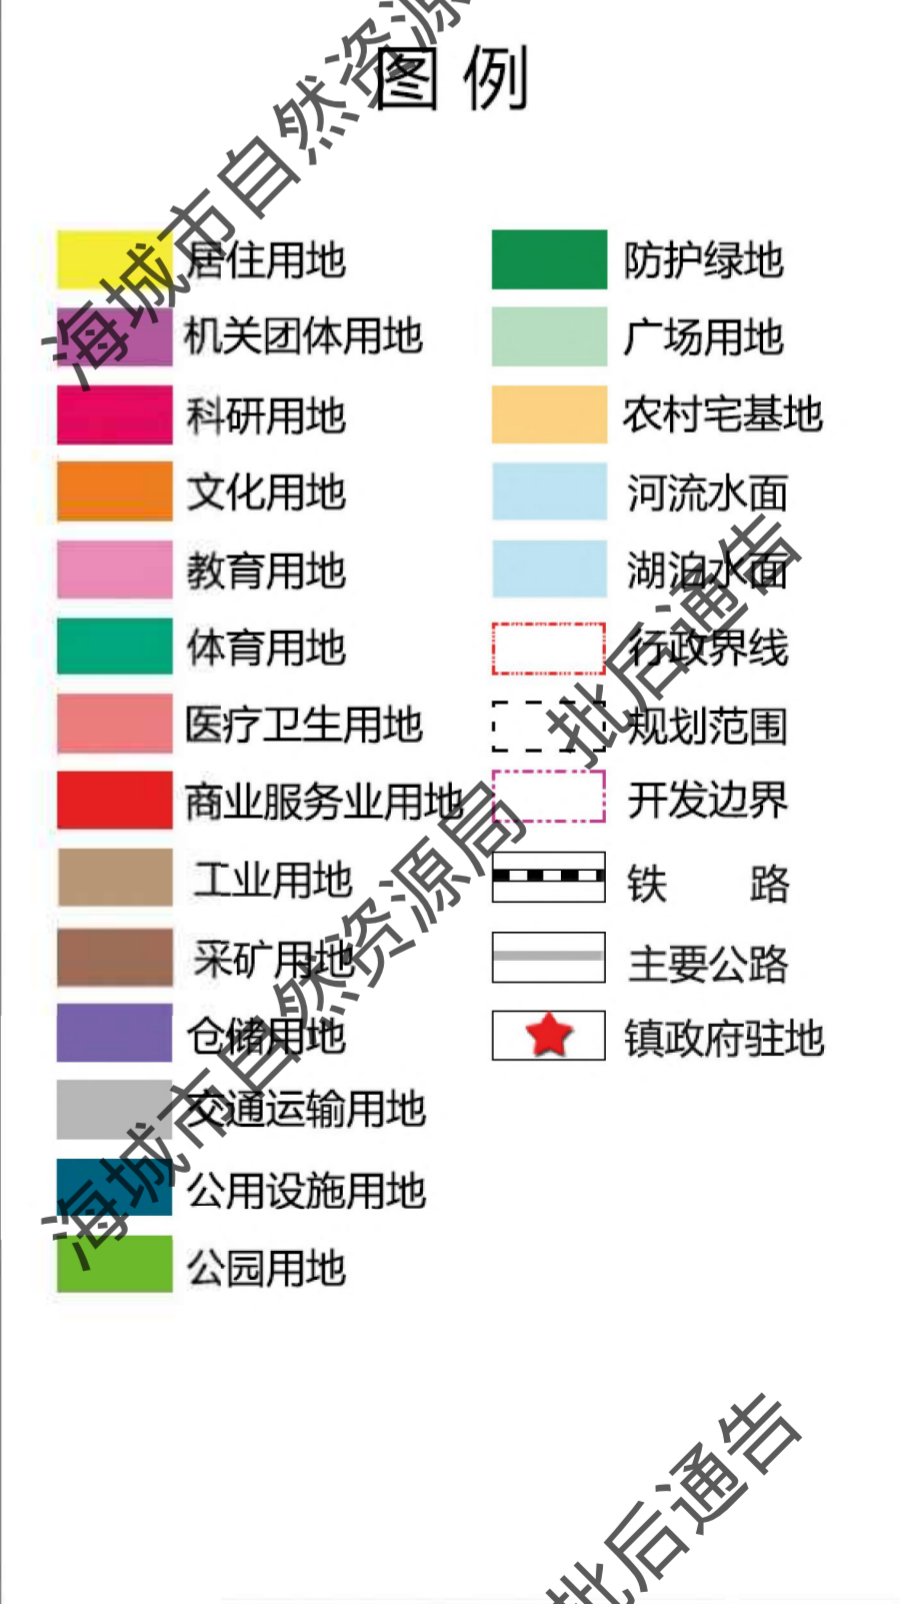 图例
居住用地
机关团体用地
科研用地
文化用地
教育用地
体育用地
医疗卫生用地
商业服务业用地
工业用地
采矿用地
仓储用地
交通运输用地
公用设施用地
公园用地
防护绿地
广场用地
农村宅基地
河流水面
湖泊水面
行政界线
规划范围
开发边界
铁 路
主要公路
镇政府驻地
海城市自然资源
海城市自然资源局 批后通告
批后通告